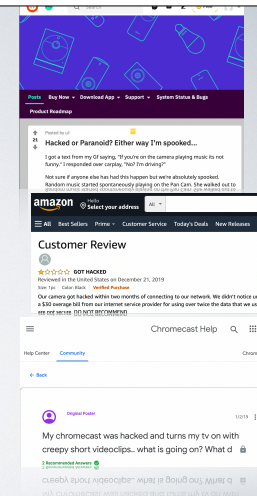 Search
Posts Buy Now Download App Support System Status & Bugs
Product Roadmap
Posted by u/
21
Hacked or Paranoid? Either way I'm spooked...
I got a text from my GF saying, "If you're on the camera playing music its not
funny." I responded over carplay, "No? I'm driving?"
Not sure if anyone else has had this happen but we're absolutely spooked.
Random music started spontaneously playing on the Pan Cam. She walked out to
amazon Hello
Select your address All
All Best Sellers Prime Customer Service Today's Deals New Releases
Customer Review
GOT HACKED
Reviewed in the United States on December 21, 2019
Size: 1pc Color: Black Verified Purchase
Our camera got hacked within two months of connecting to our network. We didn't notice u
a $30 overage bill from our internet service provider for using over twice the data that we us
are not secure. DO NOT RECOMMEND
Chromecast Help
Help Center Community Chrom
Back
Original Poster 1/2/19
My chromecast was hacked and turns my tv on with
creepy short videoclips.. what is going on? What d
2 Recommended Answers